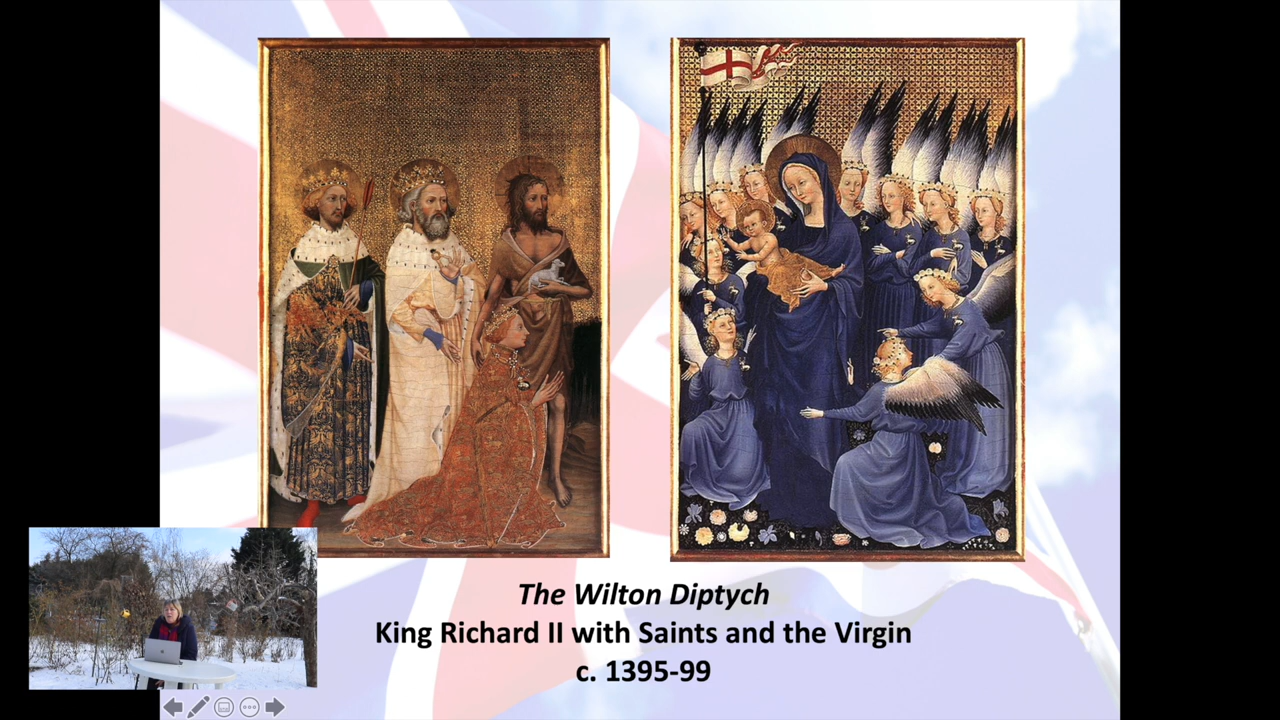 The Wilton Diptych
King Richard II with Saints and the Virgin
c. 1395-99